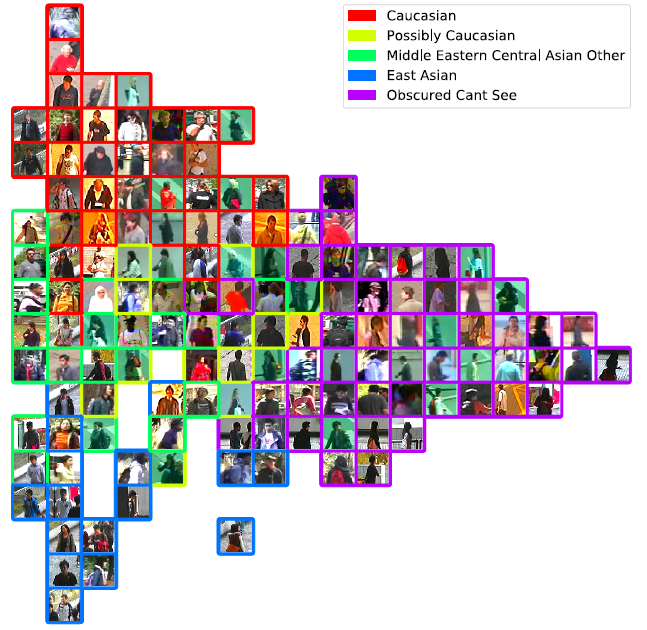 Caucasian
Possibly Caucasian
Middle Eastern Central Asian Other
East Asian
Obscured Cant See